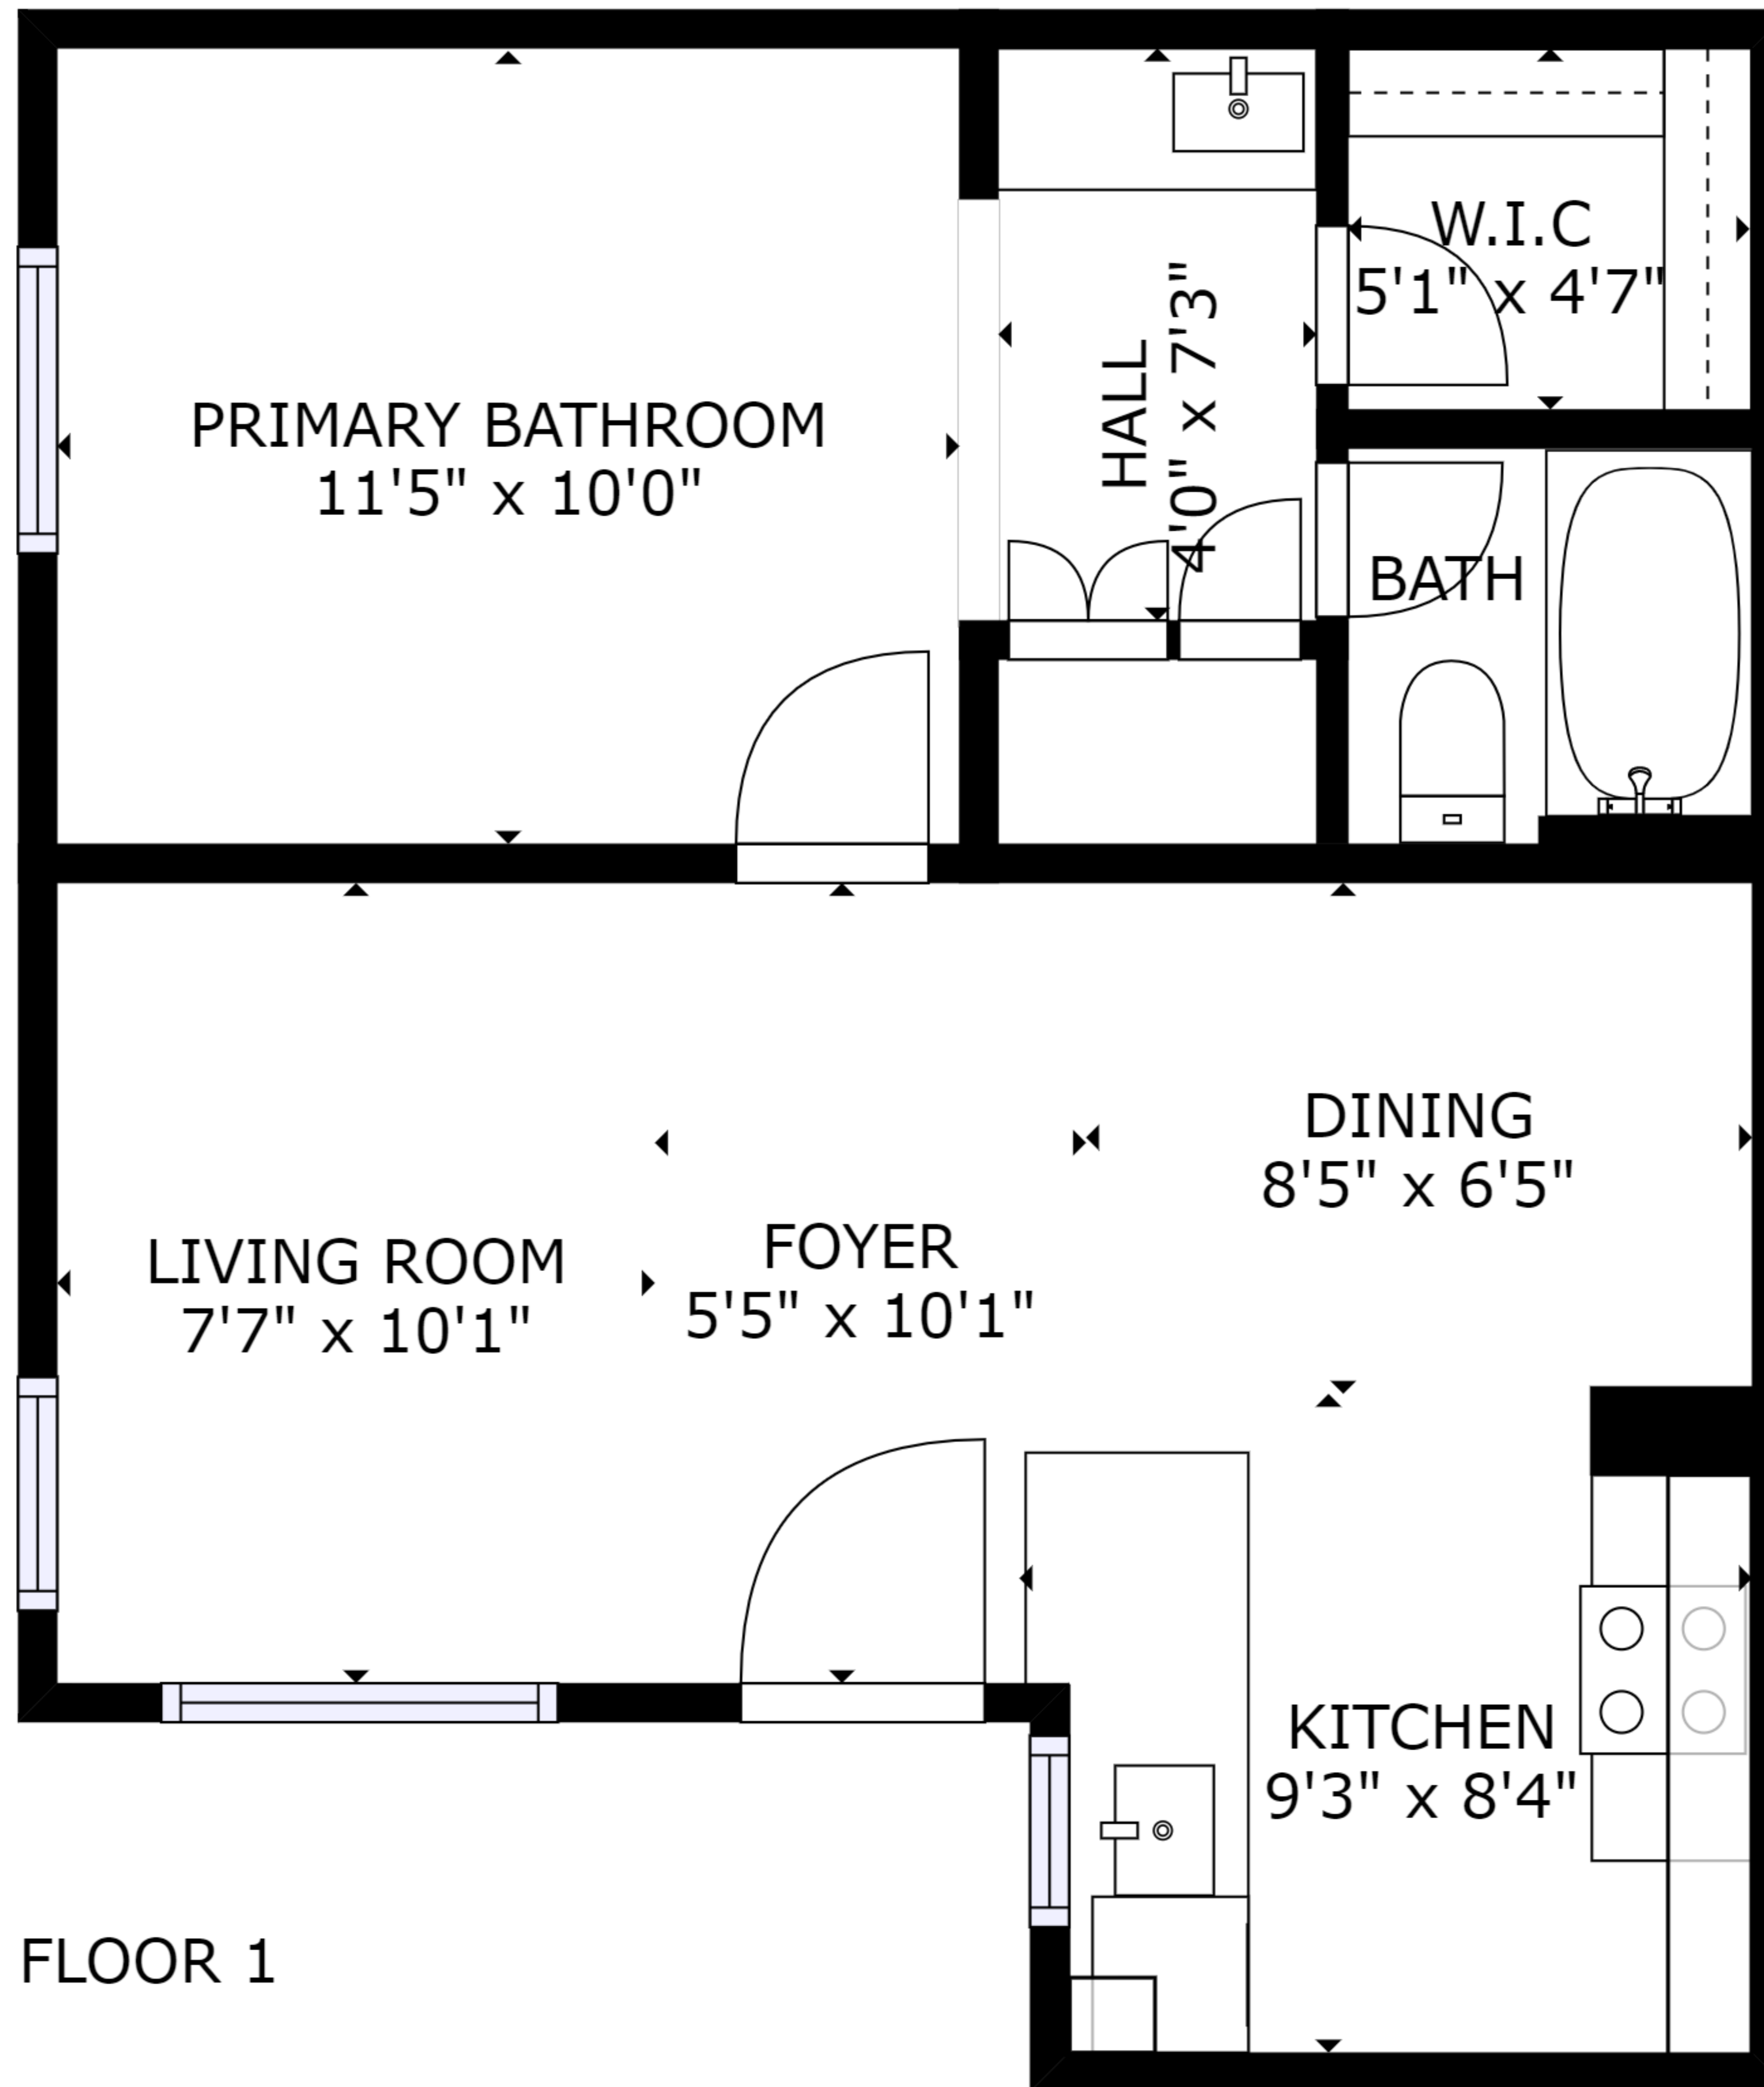 W.I.C
5'1" x 4'7"
HALL
4'0" x 7'3"
PRIMARY BATHROOM
11'5" x 10'0"
BATH
DINING
8'5" x 6'5"
LIVING ROOM
7'7" x 10'1"
FOYER
5'5" x 10'1"
KITCHEN
9'3" x 8'4"
FLOOR 1